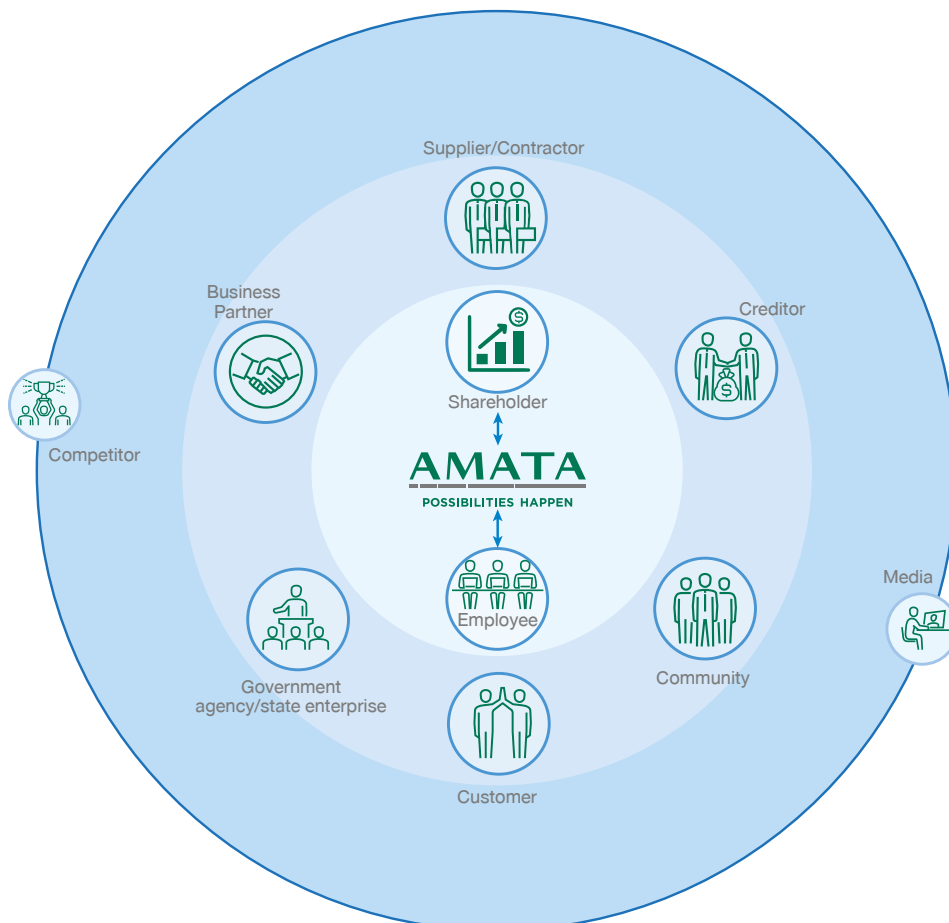 Supplier/Contractor
Business
Partner
Creditor
$
$
Shareholder
Competitor
AMATA
POSSIBILITIES HAPPEN
Media
Employee
Community
Government
agency/state enterprise
Customer